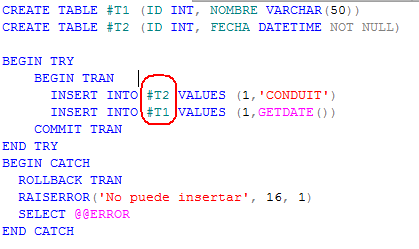 CREATE TABLE #T1 (ID INT, NOMBRE VARCHAR(50))
CREATE TABLE #T2 (ID INT, FECHA DATETIME NOT NULL)
BEGIN TRY
BEGIN TRAN
INSERT INTO #T2 VALUES (1,'CONDUIT')
INSERT INTO #T1 VALUES (1,GETDATE())
COMMIT TRAN
END TRY
BEGIN CATCH
ROLLBACK TRAN
RAISERROR('No puede insertar', 16, 1)
SELECT @@ERROR
END CATCH